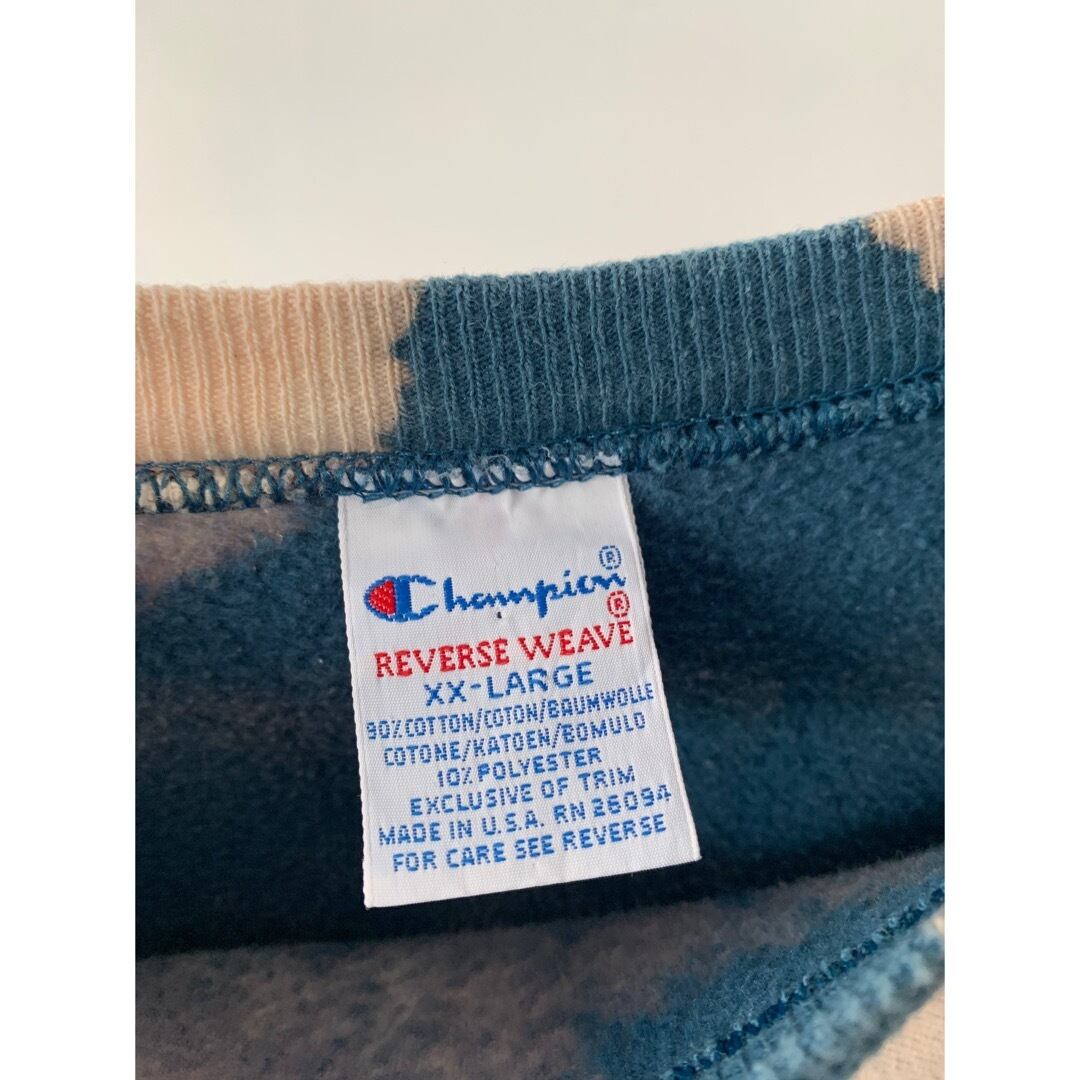 Champion®
REVERSE WEAVE®
XX-LARGE
90% COTTON/COTON/BAUMWOLLE
COTONE/KATOEN/BOMULD
10% POLYESTER
EXCLUSIVE OF TRIM
MADE IN U.S.A. RN 26094
FOR CARE SEE REVERSE